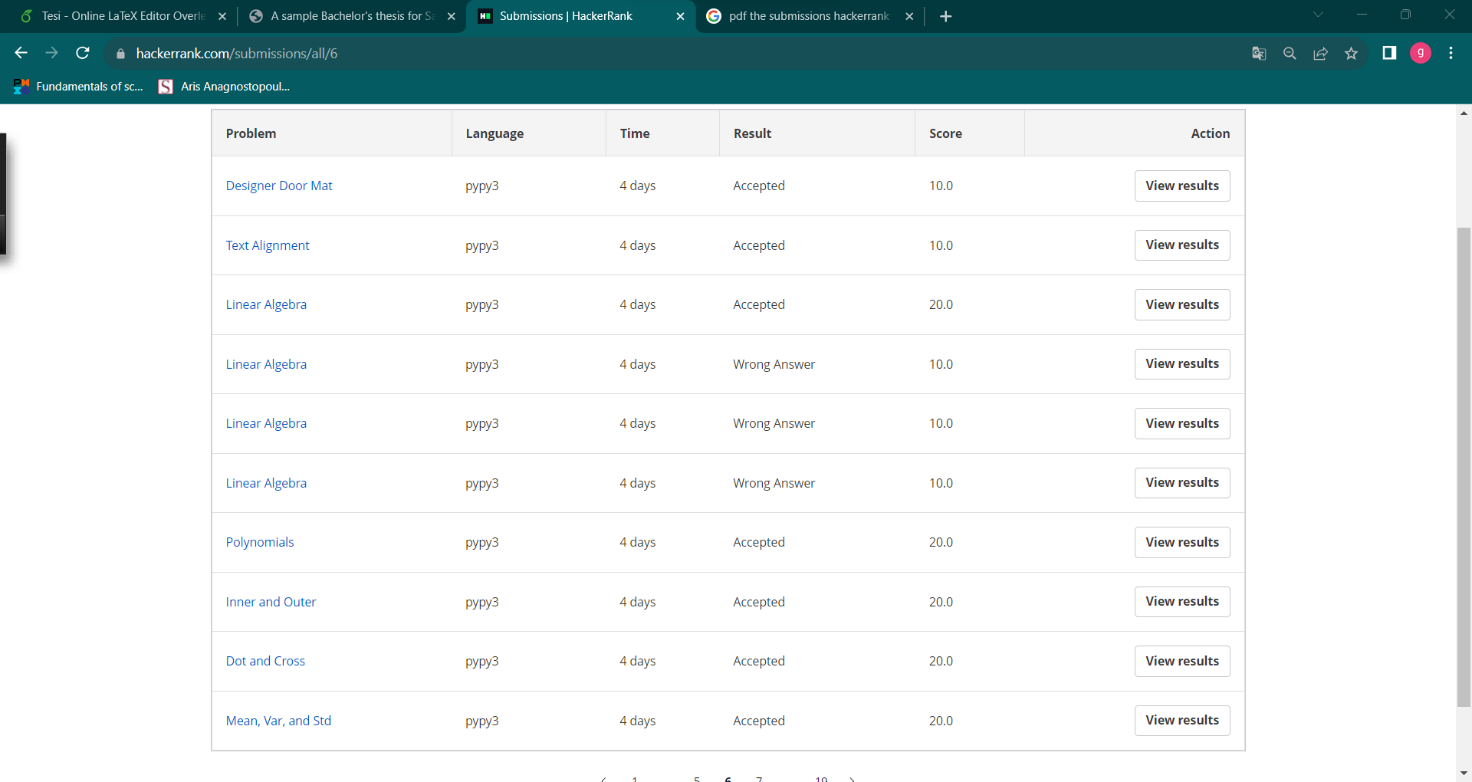 Tesi - Online LaTeX Editor Overle
A sample Bachelor's thesis for Sa
Submissions | HackerRank
pdf the submissions hackerrank
hackerrank.com/submissions/all/6
g
Fundamentals of sc...
Aris Anagnostopoul...
Problem Language Time Result Score Action
Designer Door Mat pypy3 4 days Accepted 10.0 View results
Text Alignment pypy3 4 days Accepted 10.0 View results
Linear Algebra pypy3 4 days Accepted 20.0 View results
Linear Algebra pypy3 4 days Wrong Answer 10.0 View results
Linear Algebra pypy3 4 days Wrong Answer 10.0 View results
Linear Algebra pypy3 4 days Wrong Answer 10.0 View results
Polynomials pypy3 4 days Accepted 20.0 View results
Inner and Outer pypy3 4 days Accepted 20.0 View results
Dot and Cross pypy3 4 days Accepted 20.0 View results
Mean, Var, and Std pypy3 4 days Accepted 20.0 View results
1 5 6 7 19